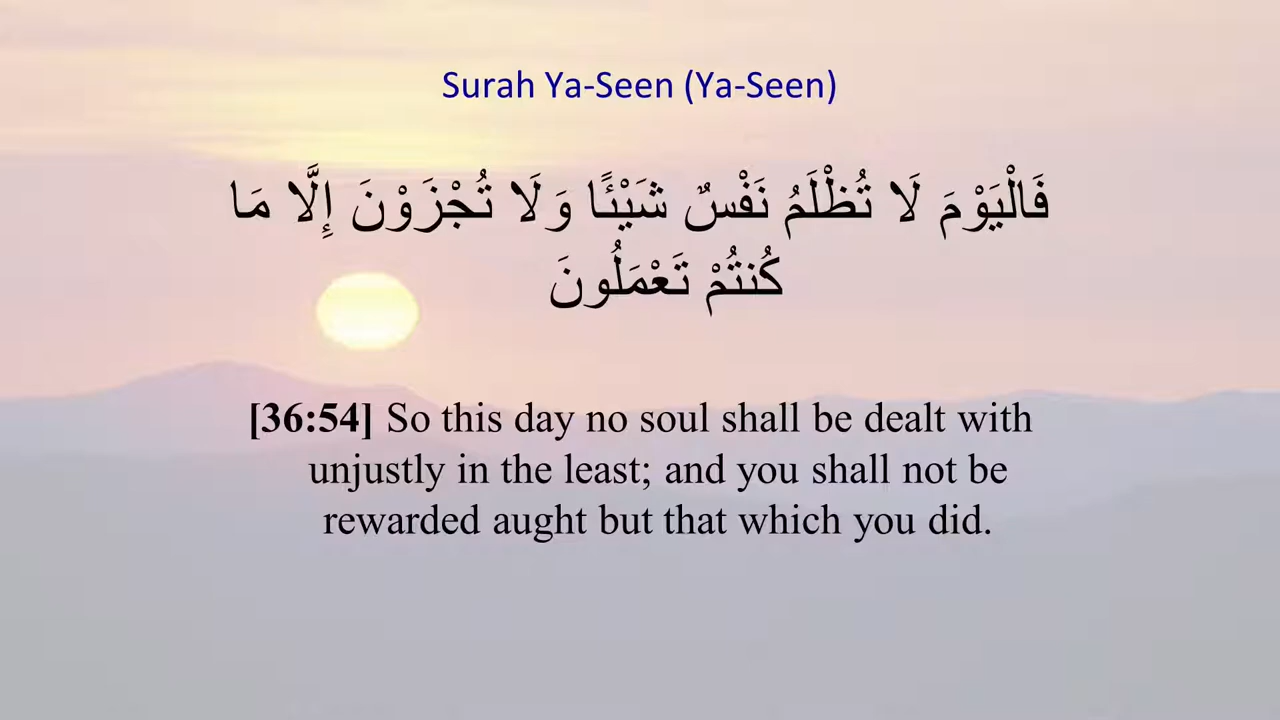 Surah Ya-Seen (Ya-Seen)
فَالْيَوْمَ لَا تُظْلَمُ نَفْسٌ شَيْئًا وَلَا تُجْزَوْنَ إِلَّا مَا
كُنتُمْ تَعْمَلُونَ
[36:54] So this day no soul shall be dealt with
unjustly in the least; and you shall not be
rewarded aught but that which you did.